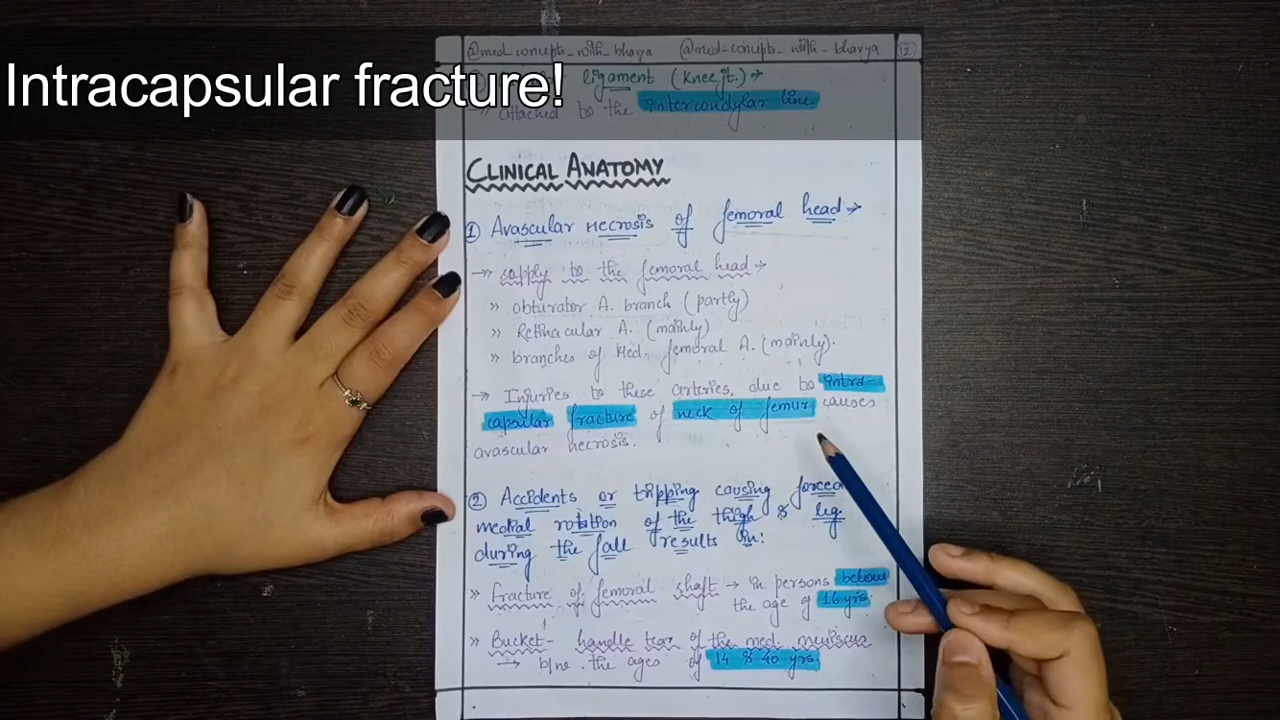 @med_concepts_with_bhavya @med-concepts_with-bhavya 12
Intracapsular fracture!
ligament (Knee jt.) →
» attached to the intercondylar line.
CLINICAL ANATOMY
① Avascular necrosis of femoral head →
→ supply to the femoral head →
» obturator A. branch (partly)
» Retinacular A. (mainly)
» branches of Med. femoral A. (mainly).
→ Injuries to these arteries, due to intra-
capsular fracture of neck of femur causes
avascular necrosis.
② Accidents or tripping causing forced
medial rotation of the thigh & leg
during the fall results in:
» Fracture of femoral shaft → in persons below
the age of 16 yrs.
» Bucket-handle tear of the med. meniscus
→ b/w the ages of 14 & 40 yrs.